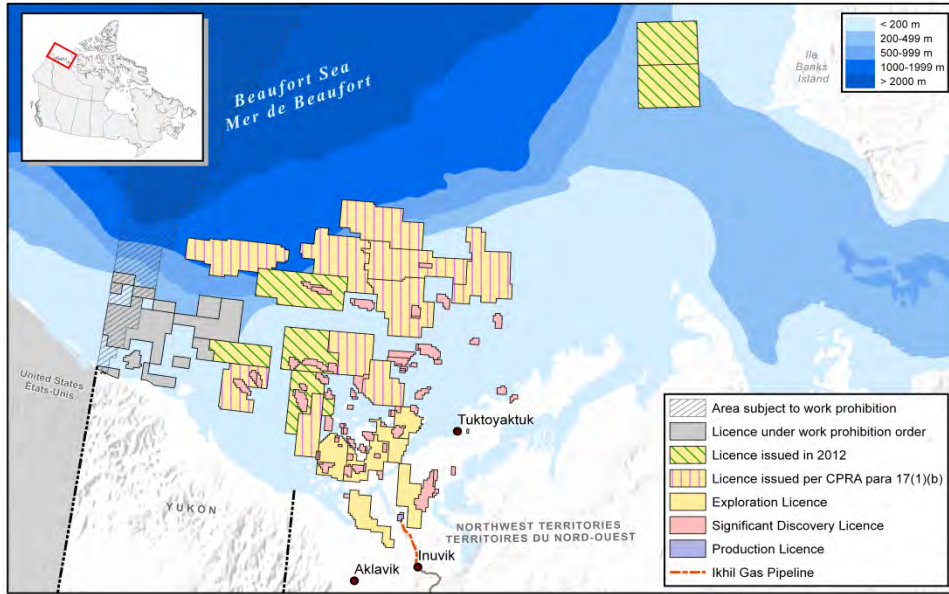 Beaufort Sea
Mer de Beaufort
Ile
Banks
Island
< 200 m
200-499 m
500-999 m
1000-1999 m
> 2000 m
United States
États-Unis
Tuktoyaktuk
YUKON
NORTHWEST TERRITORIES
TERRITOIRES DU NORD-OUEST
Inuvik
Aklavik
Area subject to work prohibition
Licence under work prohibition order
Licence issued in 2012
Licence issued per CPRA para 17(1)(b)
Exploration Licence
Significant Discovery Licence
Production Licence
Ikhil Gas Pipeline